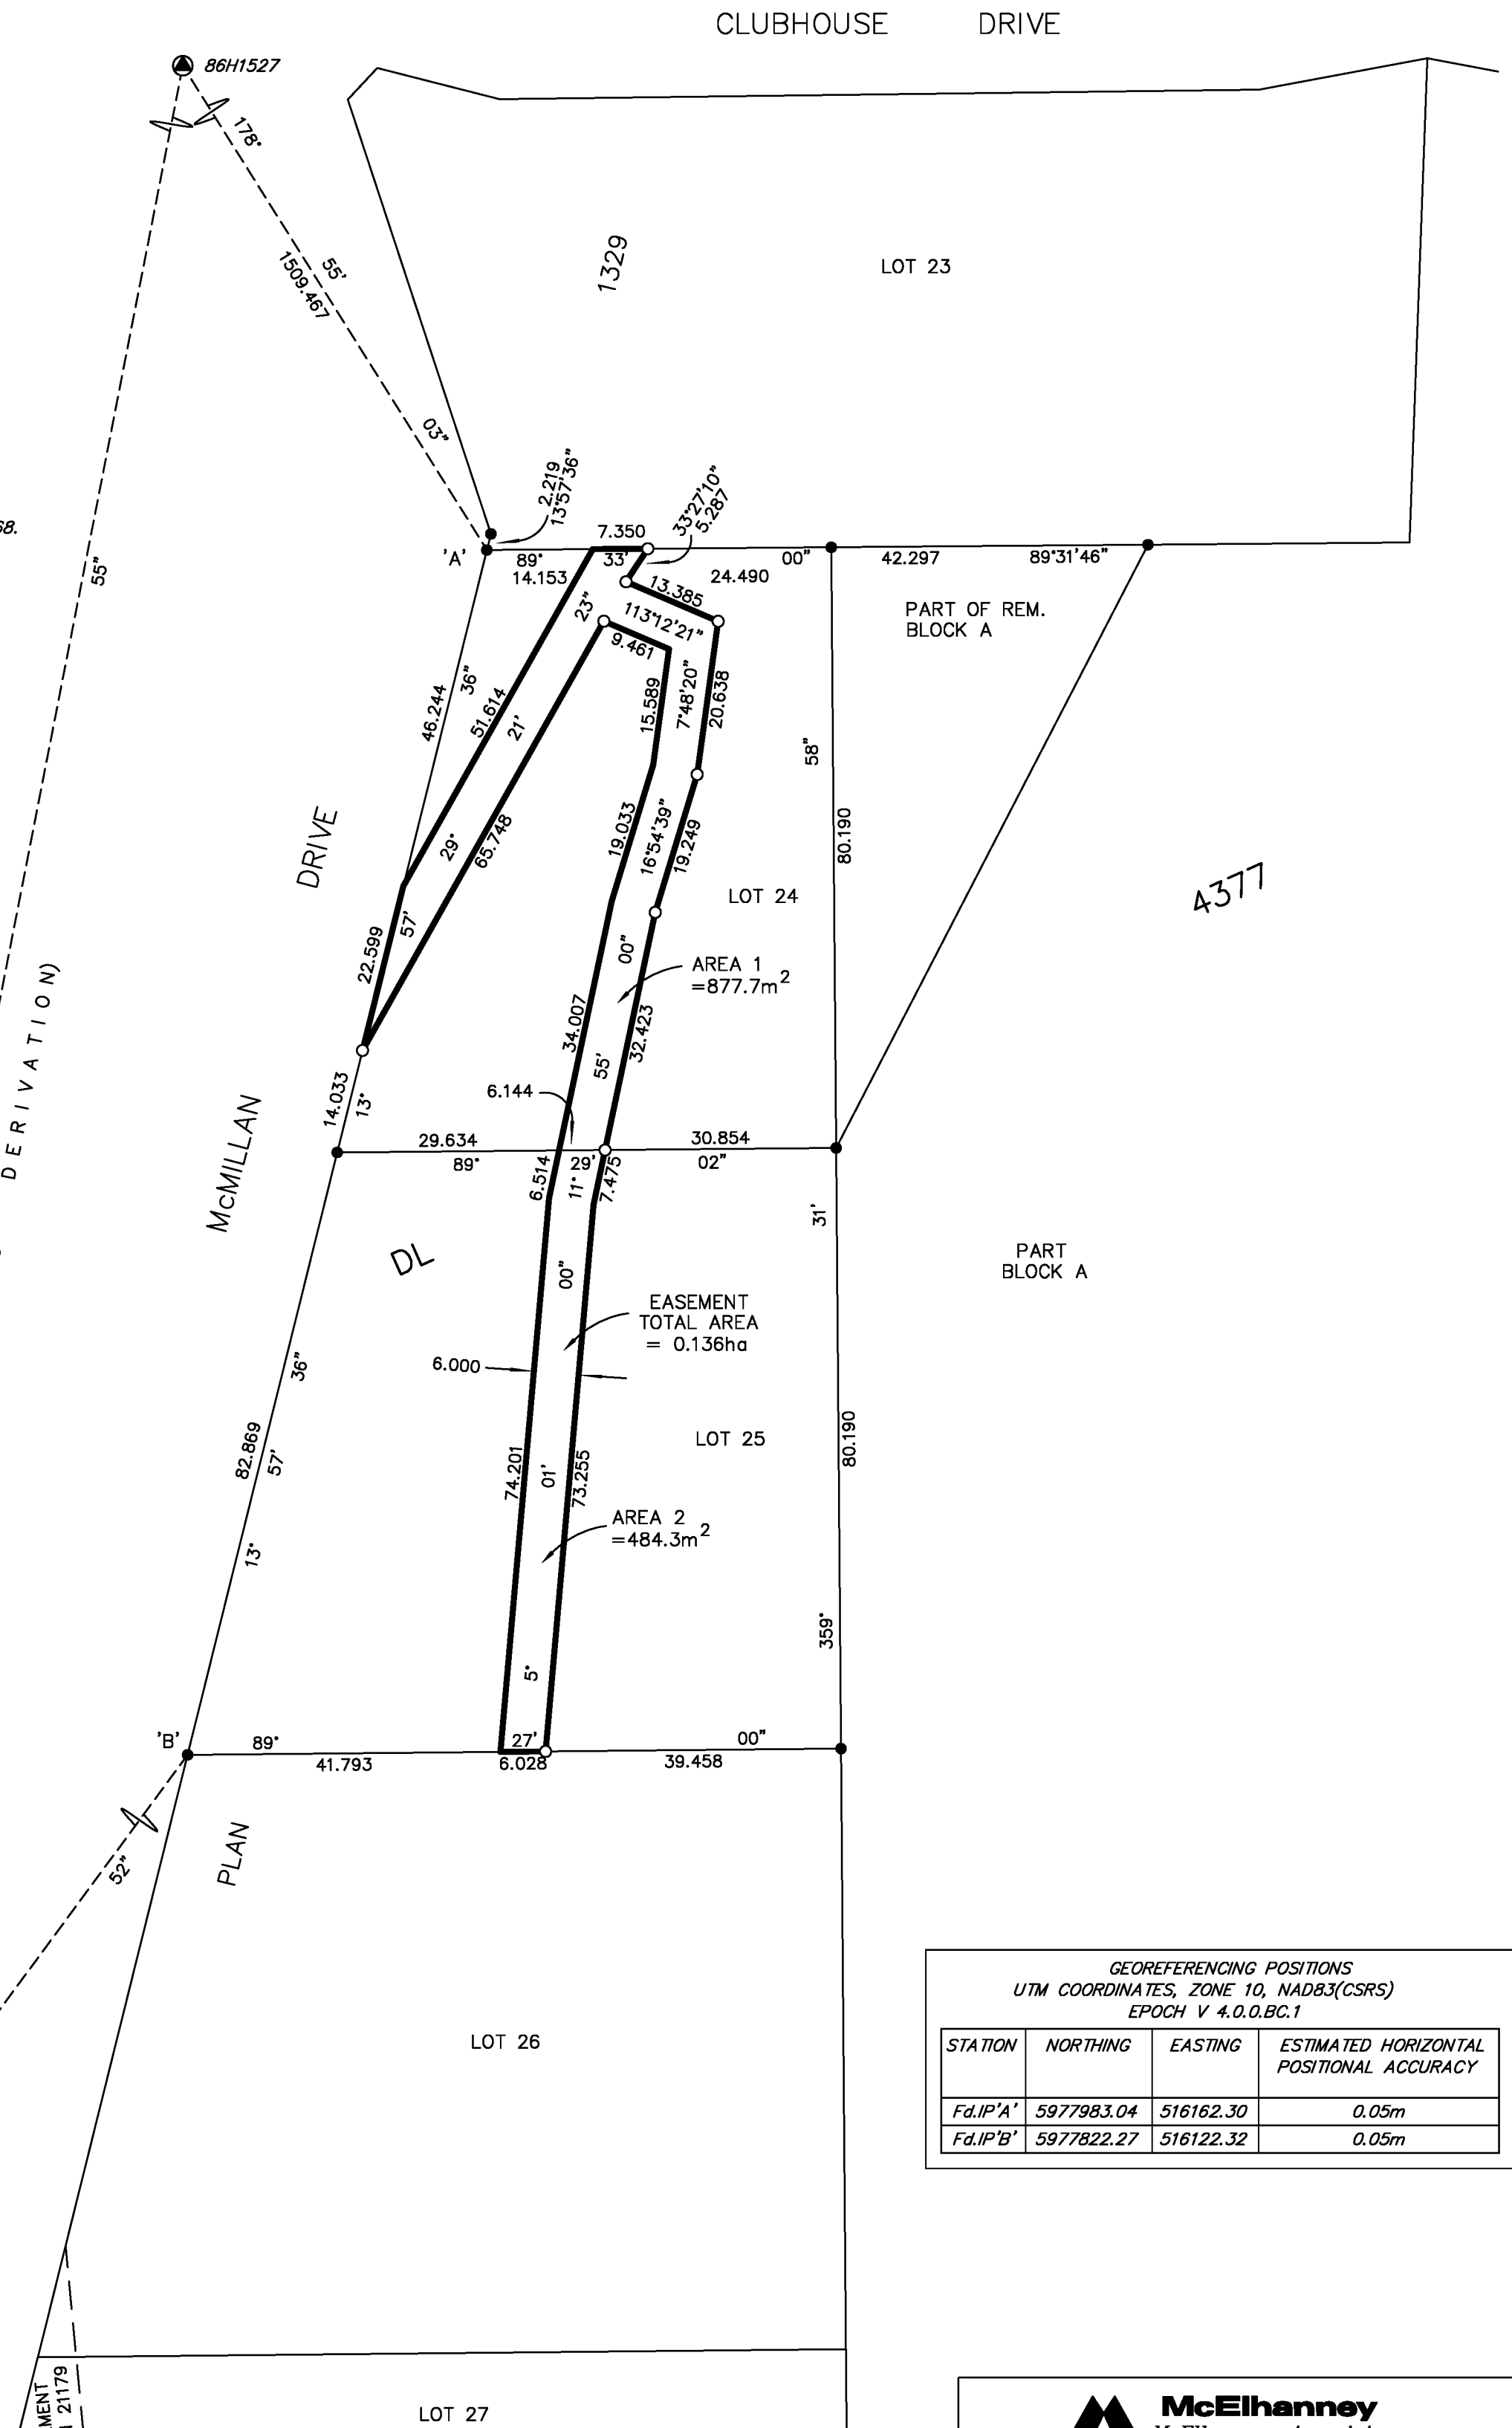 CLUBHOUSE DRIVE
86H1527
178°
55'
1509.467
03"
1329
LOT 23
68.
55"
2.219
13°57'36"
33°27'10"
5.287
7.350
'A'
89°
33'
00"
14.153
24.490
42.297
89°31'46"
PART OF REM.
BLOCK A
13.385
113°12'21"
9.461
23"
36"
46.244
51.614
21'
15.589
7°48'20"
20.638
58"
DRIVE
29°
65.748
19.033
16°54'39"
19.249
80.190
4377
LOT 24
57'
22.599
00"
AREA 1
=877.7m2
DERIVATION)
34.007
32.423
55'
6.144
14.033
13°
29.634
30.854
89°
29'
02"
McMILLAN
6.514
11°
7.475
31'
DL
PART
BLOCK A
00"
EASEMENT
TOTAL AREA
= 0.136ha
6.000
36"
82.869
57'
LOT 25
80.190
74.201
01'
73.255
AREA 2
=484.3m2
13°
359°
5°
'B'
89°
27'
00"
41.793
6.028
39.458
PLAN
52"
GEOREFERENCING POSITIONS
UTM COORDINATES, ZONE 10, NAD83(CSRS)
EPOCH V 4.0.0.BC.1
STATION NORTHING EASTING ESTIMATED HORIZONTAL
POSITIONAL ACCURACY
Fd.IP'A' 5977983.04 516162.30 0.05m
Fd.IP'B' 5977822.27 516122.32 0.05m
LOT 26
21179
LOT 27
McElhanney